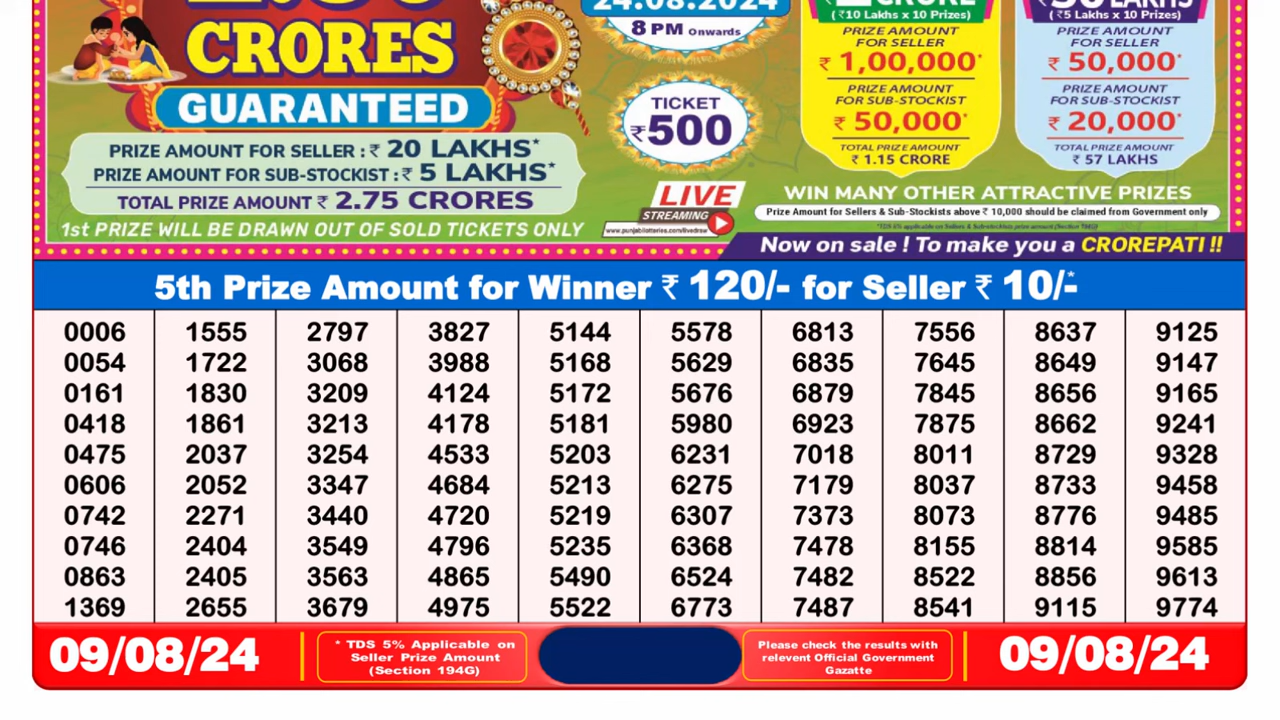 CRORES
GUARANTEED
PRIZE AMOUNT FOR SELLER : ₹ 20 LAKHS*
PRIZE AMOUNT FOR SUB-STOCKIST : ₹ 5 LAKHS*
TOTAL PRIZE AMOUNT ₹ 2.75 CRORES
1st PRIZE WILL BE DRAWN OUT OF SOLD TICKETS ONLY
24.08.2024
8 PM Onwards
TICKET
₹500
LIVE
STREAMING
www.punjablotteries.com/livedraw
CRORE
(₹10 Lakhs x 10 Prizes)
PRIZE AMOUNT
FOR SELLER
₹ 1,00,000*
PRIZE AMOUNT
FOR SUB-STOCKIST
₹ 50,000*
TOTAL PRIZE AMOUNT
₹ 1.15 CRORE
LAKHS
(₹5 Lakhs x 10 Prizes)
PRIZE AMOUNT
FOR SELLER
₹ 50,000*
PRIZE AMOUNT
FOR SUB-STOCKIST
₹ 20,000*
TOTAL PRIZE AMOUNT
₹ 57 LAKHS
WIN MANY OTHER ATTRACTIVE PRIZES
Prize Amount for Sellers & Sub-Stockists above ₹ 10,000 should be claimed from Government only
Now on sale ! To make you a CROREPATI !!
5th Prize Amount for Winner ₹ 120/- for Seller ₹ 10/-*
0006 1555 2797 3827 5144 5578 6813 7556 8637 9125
0054 1722 3068 3988 5168 5629 6835 7645 8649 9147
0161 1830 3209 4124 5172 5676 6879 7845 8656 9165
0418 1861 3213 4178 5181 5980 6923 7875 8662 9241
0475 2037 3254 4533 5203 6231 7018 8011 8729 9328
0606 2052 3347 4684 5213 6275 7179 8037 8733 9458
0742 2271 3440 4720 5219 6307 7373 8073 8776 9485
0746 2404 3549 4796 5235 6368 7478 8155 8814 9585
0863 2405 3563 4865 5490 6524 7482 8522 8856 9613
1369 2655 3679 4975 5522 6773 7487 8541 9115 9774
09/08/24
* TDS 5% Applicable on
Seller Prize Amount
(Section 194G)
Please check the results with
relevent Official Government
Gazatte
09/08/24